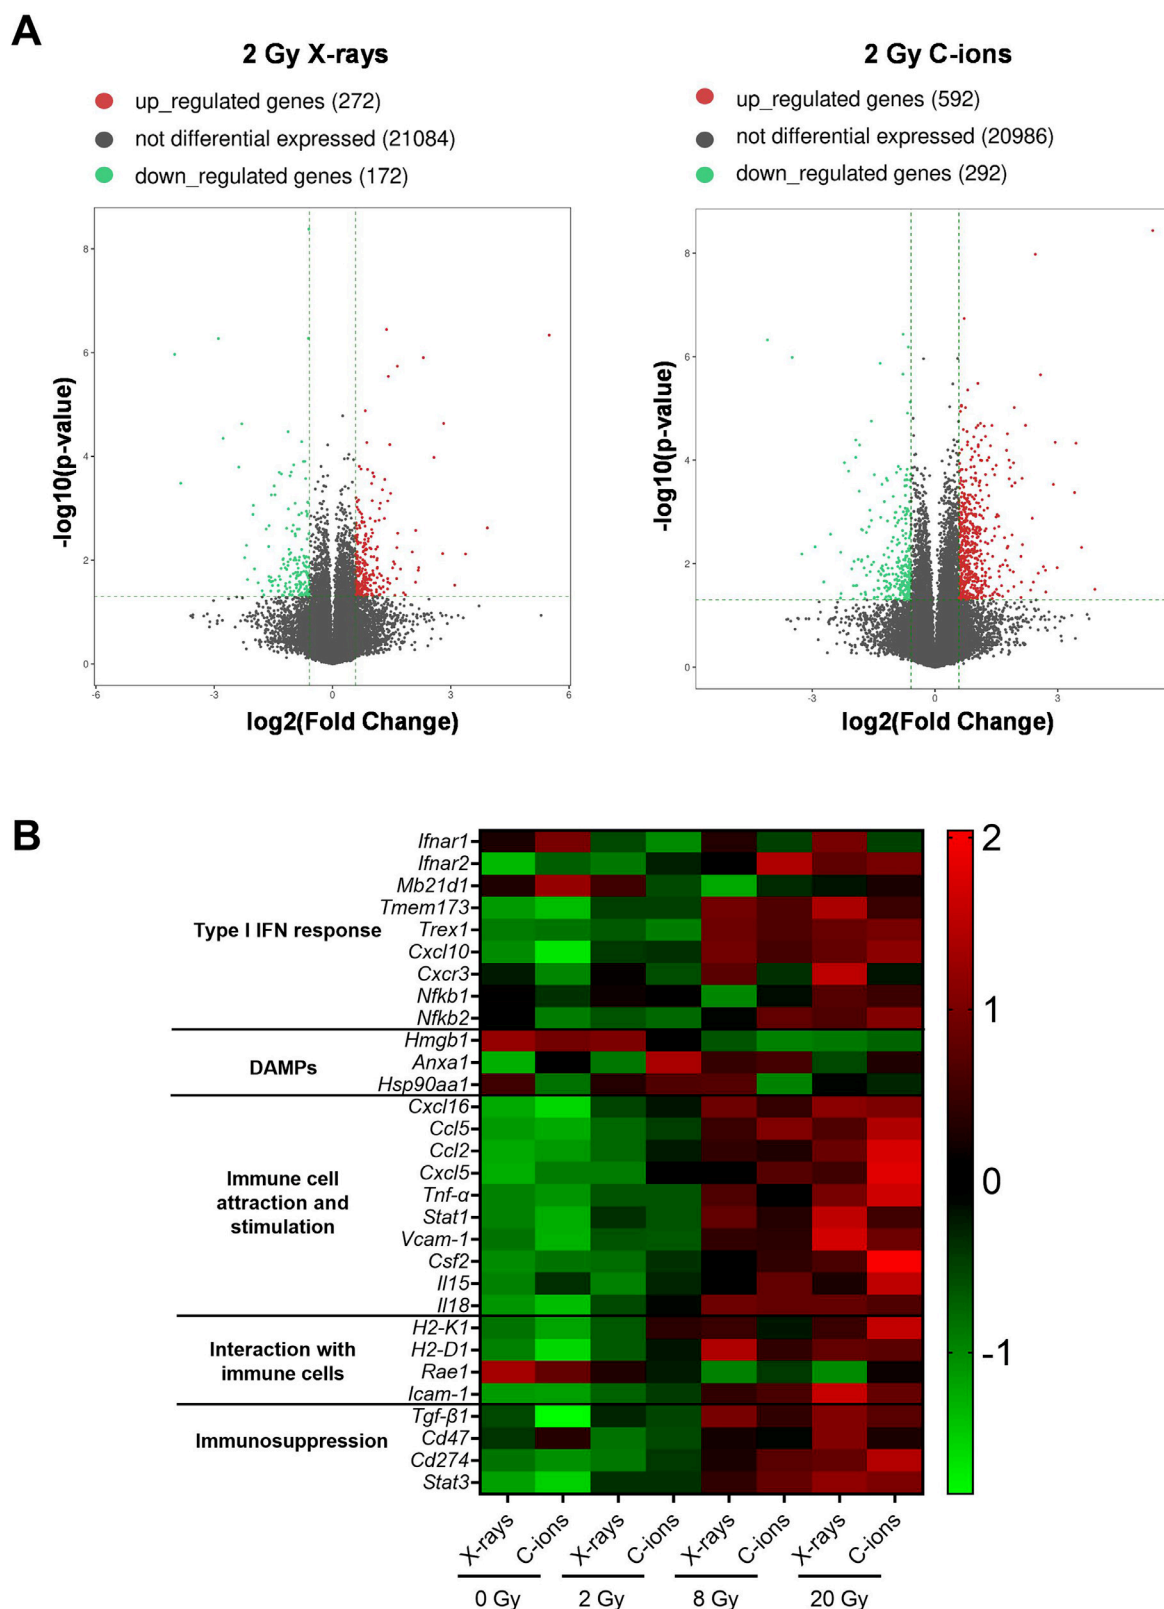 A
2 Gy X-rays
up_regulated genes (272)
not differential expressed (21084)
down_regulated genes (172)
8
6
4
2
0
-6
-3
0
3
6
-log10(p-value)
log2(Fold Change)
2 Gy C-ions
up_regulated genes (592)
not differential expressed (20986)
down_regulated genes (292)
8
6
4
2
0
-3
0
3
-log10(p-value)
log2(Fold Change)
B
Type I IFN response
Ifnar1
Ifnar2
Mb21d1
Tmem173
Trex1
Cxcl10
Cxcr3
Nfkb1
Nfkb2
DAMPs
Hmgb1
Anxa1
Hsp90aa1
Immune cell
attraction and
stimulation
Cxcl16
Ccl5
Ccl2
Cxcl5
Tnf-α
Stat1
Vcam-1
Csf2
Il15
Il18
Interaction with
immune cells
H2-K1
H2-D1
Rae1
Icam-1
Immunosuppression
Tgf-β1
Cd47
Cd274
Stat3
2
1
0
-1
X-rays
C-ions
X-rays
C-ions
X-rays
C-ions
X-rays
C-ions
0 Gy
2 Gy
8 Gy
20 Gy